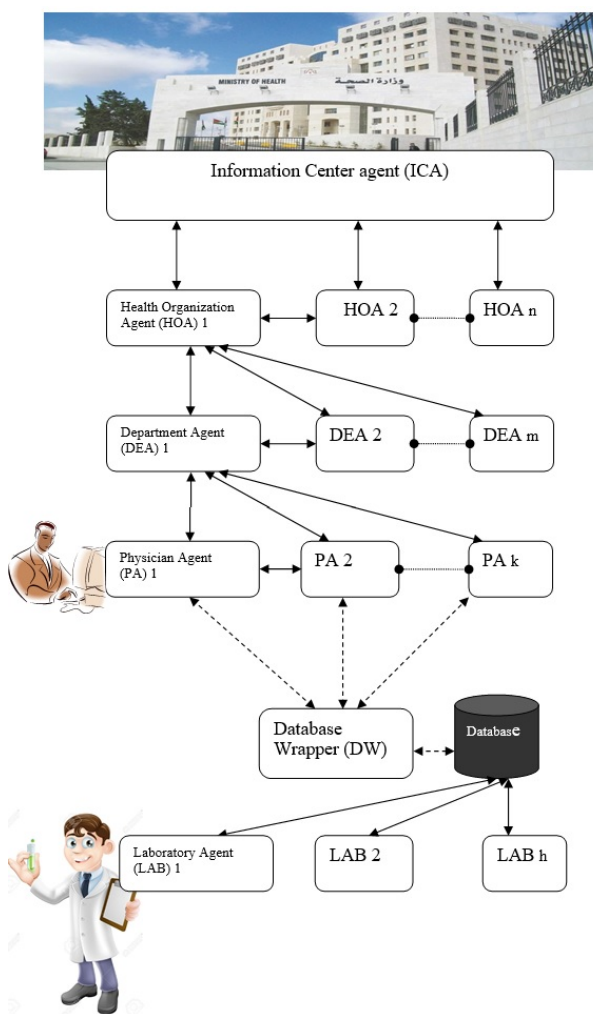 MINISTRY OF HEALTH وزارة الصحة
Information Center agent (ICA)
Health Organization
Agent (HOA) 1
HOA 2
HOA n
Department Agent
(DEA) 1
DEA 2
DEA m
Physician Agent
(PA) 1
PA 2
PA k
Database
Wrapper (DW)
Database
Laboratory Agent
(LAB) 1
LAB 2
LAB h